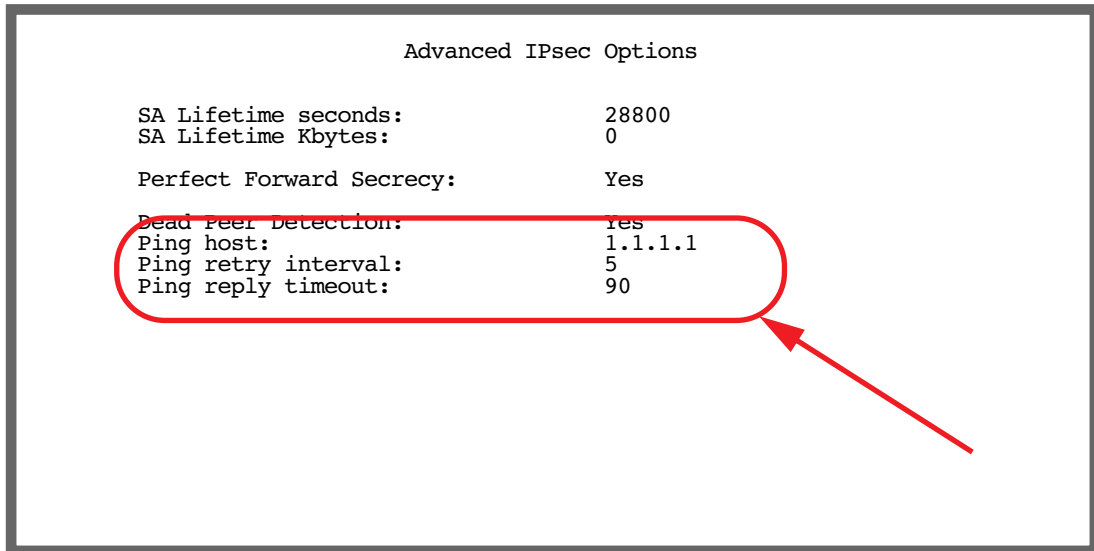 Advanced IPsec Options
SA Lifetime seconds: 28800
SA Lifetime Kbytes: 0
Perfect Forward Secrecy: Yes
Dead Peer Detection: Yes
Ping host: 1.1.1.1
Ping retry interval: 5
Ping reply timeout: 90